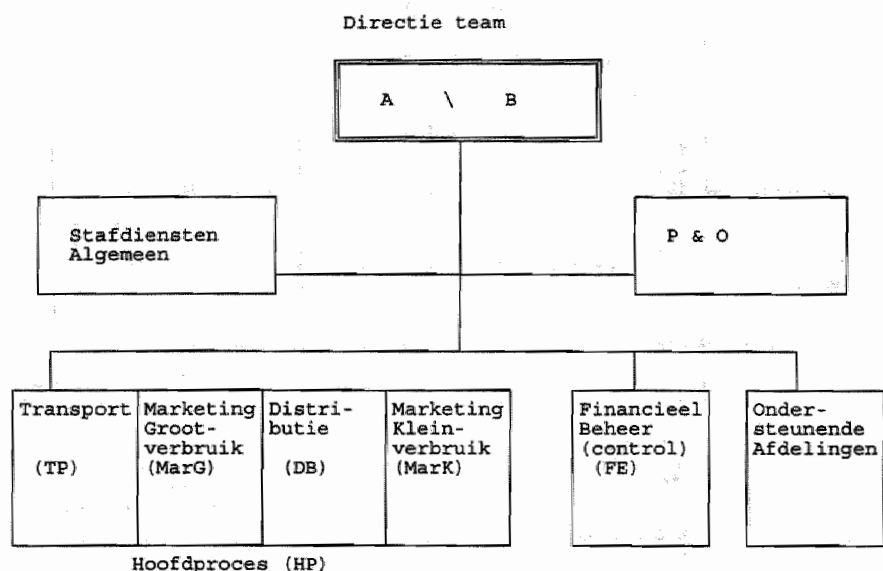 Directie team
A \ B
Stafdiensten
Algemeen
P & O
Transport
(TP)
Marketing
Groot-
verbruik
(MarG)
Distri-
butie
(DB)
Marketing
Klein-
verbruik
(MarK)
Financieel
Beheer
(control)
(FE)
Onder-
steunende
Afdelingen
Hoofdproces (HP)